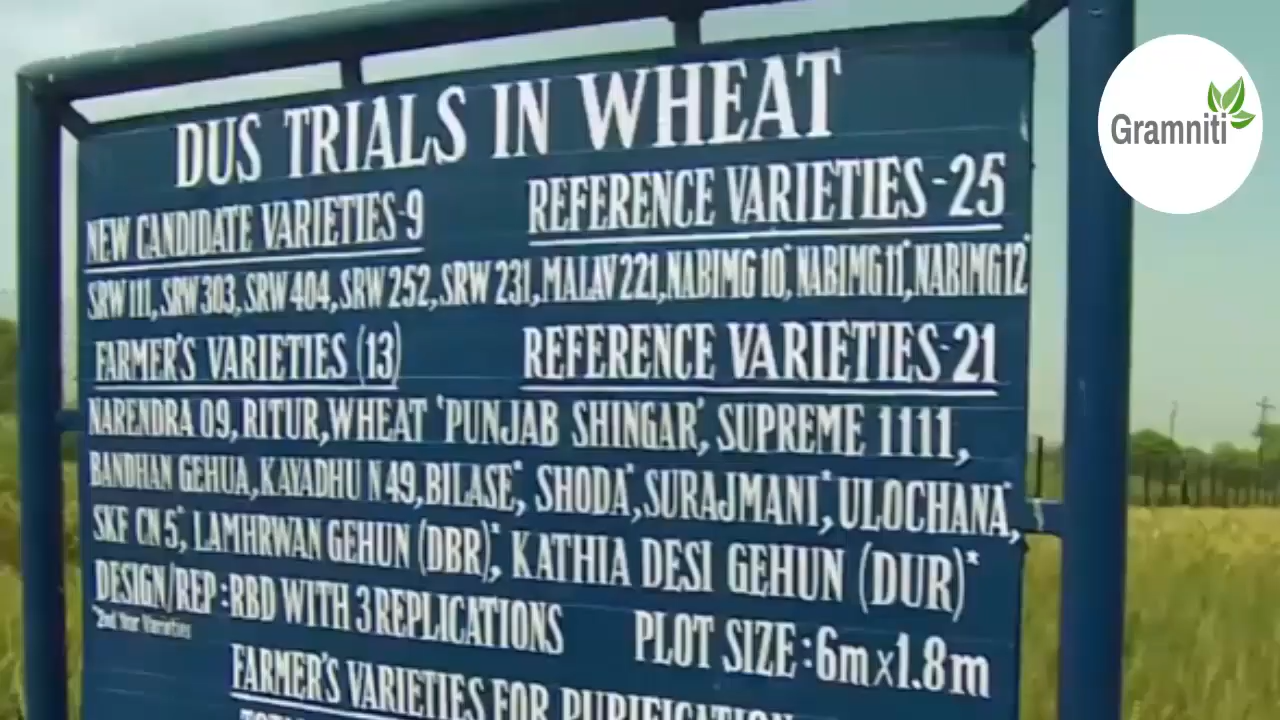 DUS TRIALS IN WHEAT
NEW CANDIDATE VARIETIES-9 REFERENCE VARIETIES-25
SRW 111, SRW 303, SRW 404, SRW 252, SRW 231, MALAV 221, NABIMG 10*, NABIMG 11*, NABIMG 12*
FARMER'S VARIETIES (13) REFERENCE VARIETIES-21
NARENDRA 09, RITUR, WHEAT 'PUNJAB SHINGAR', SUPREME 1111,
BANDHAN GEHUA, KAYADHU N 49, BILASE*, SHODA*, SURAJMANI*, ULOCHANA*,
SKF CN 5*, LAMHRWAN GEHUN (DBR)*, KATHIA DESI GEHUN (DUR)*
DESIGN/REP : RBD WITH 3 REPLICATIONS PLOT SIZE : 6m x 1.8m
*2nd Year Varieties
FARMER'S VARIETIES FOR PURIFICATION
Gramniti